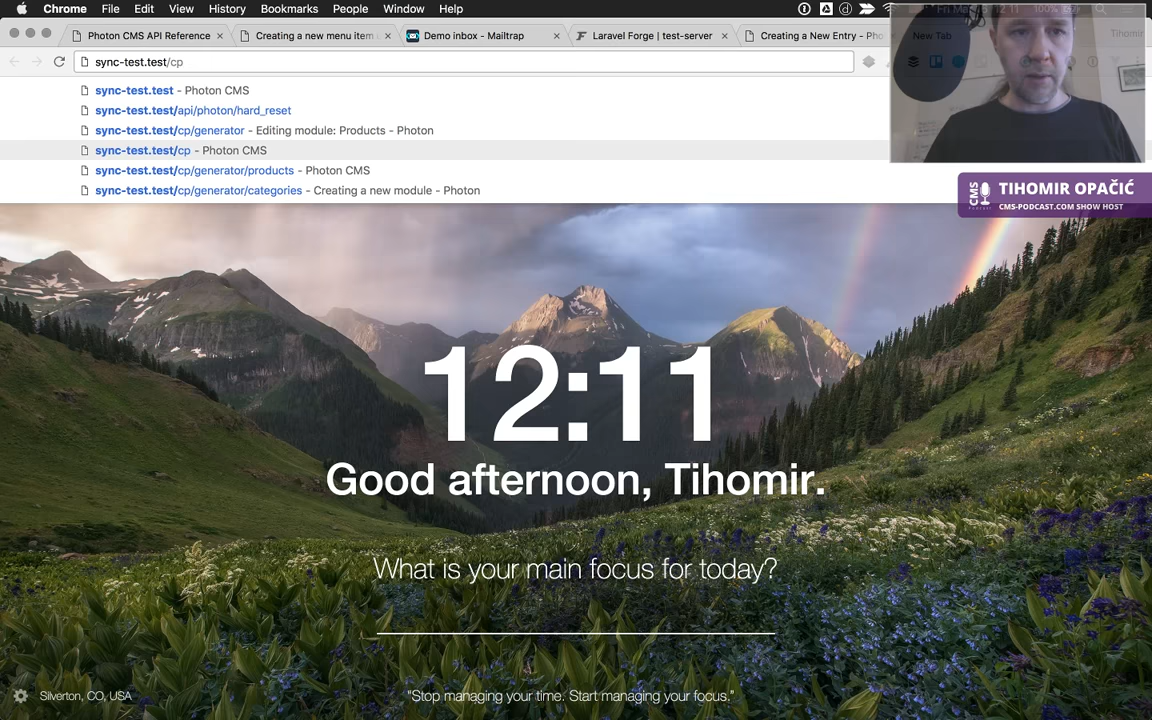 Chrome File Edit View History Bookmarks People Window Help
Photon CMS API Reference
Creating a new menu item
Demo inbox - Mailtrap
Laravel Forge | test-server
Creating a New Entry - Pho
New Tab
Tihomir
sync-test.test/cp
sync-test.test - Photon CMS
sync-test.test/api/photon/hard_reset
sync-test.test/cp/generator - Editing module: Products - Photon
sync-test.test/cp - Photon CMS
sync-test.test/cp/generator/products - Photon CMS
sync-test.test/cp/generator/categories - Creating a new module - Photon
CMS
TIHOMIR OPAČIĆ
CMS-PODCAST.COM SHOW HOST
12:11
Good afternoon, Tihomir.
What is your main focus for today?
Silverton, CO, USA
"Stop managing your time. Start managing your focus."